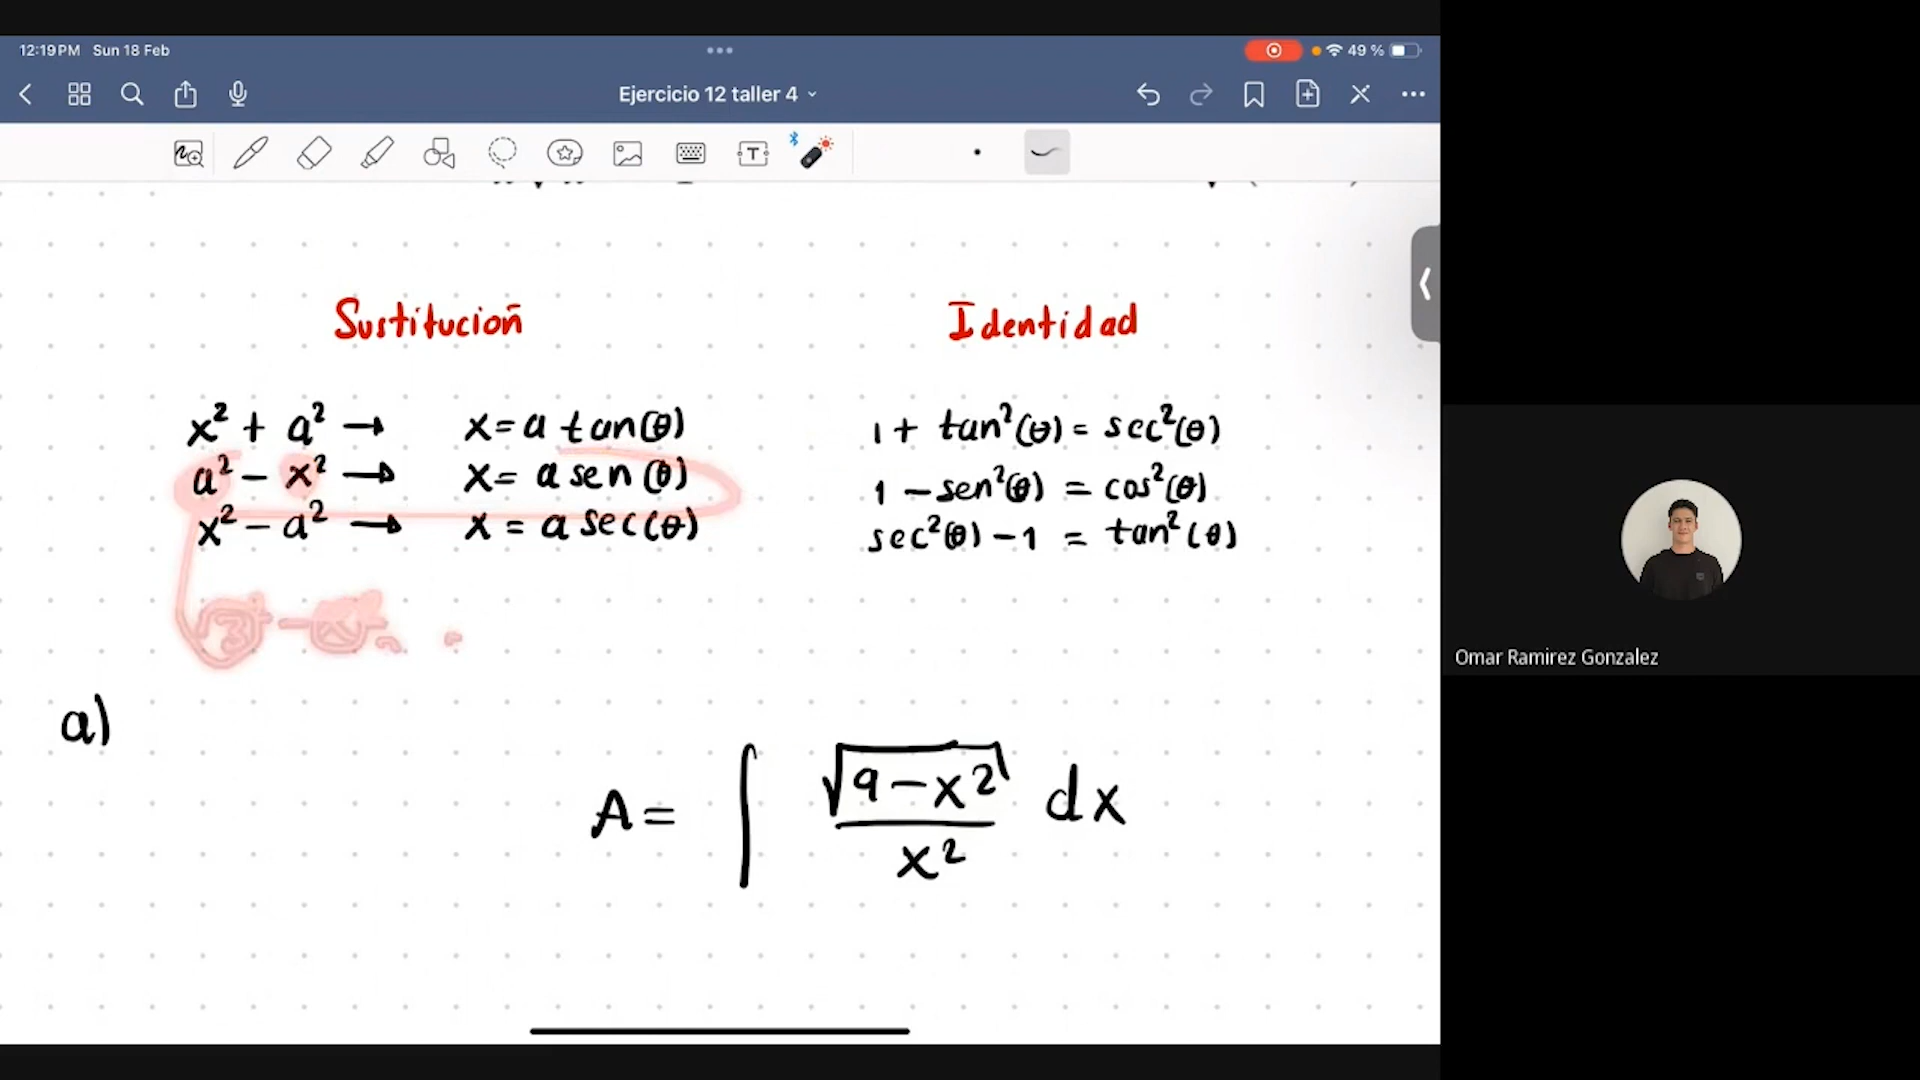 12:19 PM Sun 18 Feb
49 %
Ejercicio 12 taller 4
T
Sustitución
Identidad
x² + a² → x = a tan(θ)
1 + tan²(θ) = sec²(θ)
a² − x² → x = a sen(θ)
1 − sen²(θ) = cos²(θ)
x² − a² → x = a sec(θ)
sec²(θ) − 1 = tan²(θ)
a)
A = ∫ √(9 − x²) / x² dx
Omar Ramirez Gonzalez